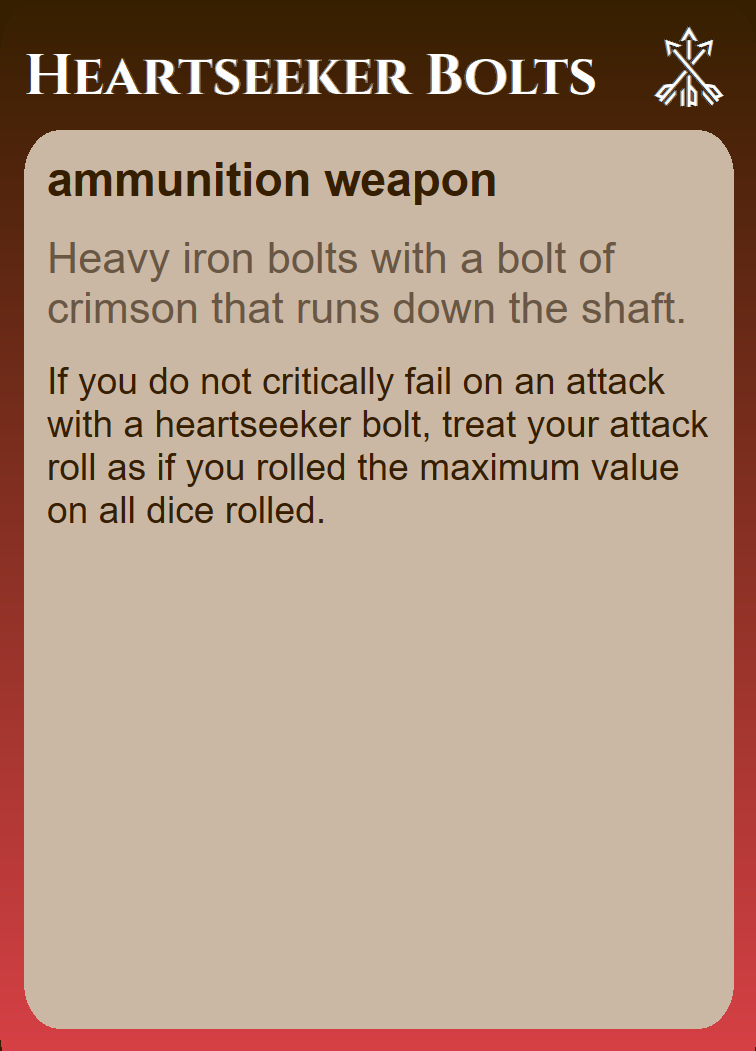 Heartseeker Bolts
ammunition weapon
Heavy iron bolts with a bolt of
crimson that runs down the shaft.
If you do not critically fail on an attack
with a heartseeker bolt, treat your attack
roll as if you rolled the maximum value
on all dice rolled.